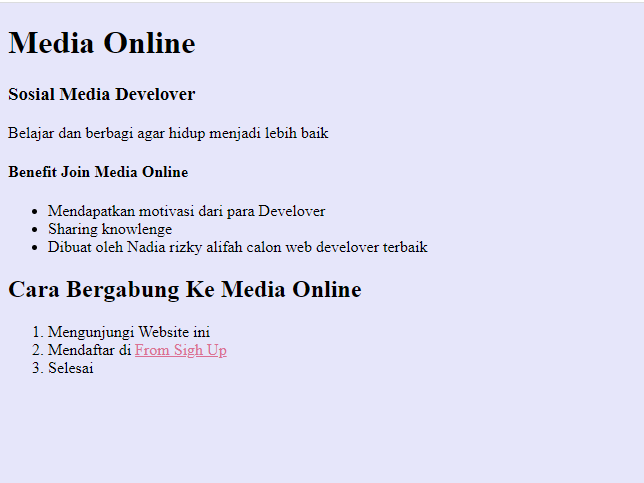 Media Online
Sosial Media Develover
Belajar dan berbagi agar hidup menjadi lebih baik
Benefit Join Media Online
• Mendapatkan motivasi dari para Develover
• Sharing knowlenge
• Dibuat oleh Nadia rizky alifah calon web develover terbaik
Cara Bergabung Ke Media Online
1. Mengunjungi Website ini
2. Mendaftar di From Sigh Up
3. Selesai